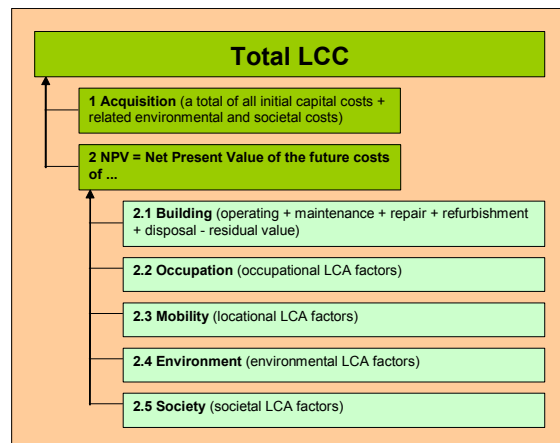 Total LCC
1 Acquisition (a total of all initial capital costs +
related environmental and societal costs)
2 NPV = Net Present Value of the future costs
of ...
2.1 Building (operating + maintenance + repair + refurbishment
+ disposal - residual value)
2.2 Occupation (occupational LCA factors)
2.3 Mobility (locational LCA factors)
2.4 Environment (environmental LCA factors)
2.5 Society (societal LCA factors)